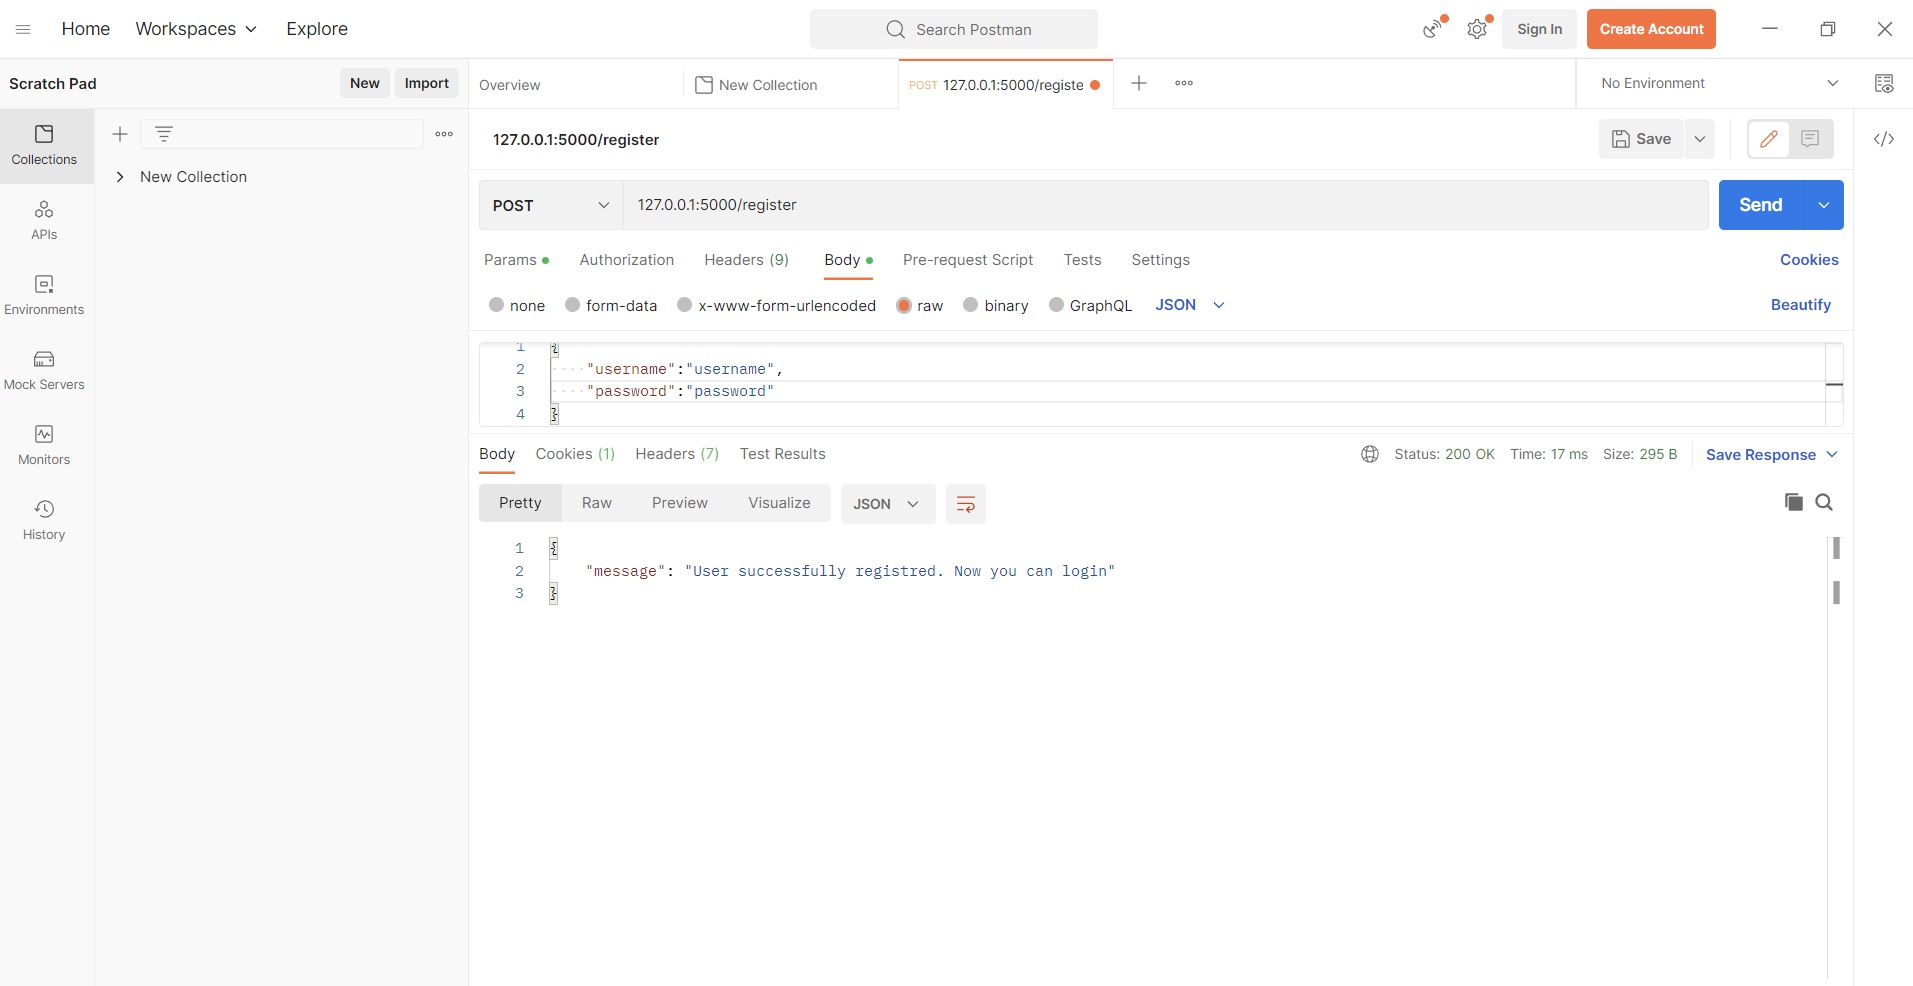 Home Workspaces Explore Search Postman Sign In Create Account
Scratch Pad New Import Overview New Collection POST 127.0.0.1:5000/registe No Environment
Collections
New Collection
APIs
Environments
Mock Servers
Monitors
History
127.0.0.1:5000/register Save
POST 127.0.0.1:5000/register Send
Params Authorization Headers (9) Body Pre-request Script Tests Settings Cookies
none form-data x-www-form-urlencoded raw binary GraphQL JSON Beautify
1 {
2 "username":"username",
3 "password":"password"
4 }
Body Cookies (1) Headers (7) Test Results Status: 200 OK Time: 17 ms Size: 295 B Save Response
Pretty Raw Preview Visualize JSON
1 {
2 "message": "User successfully registred. Now you can login"
3 }